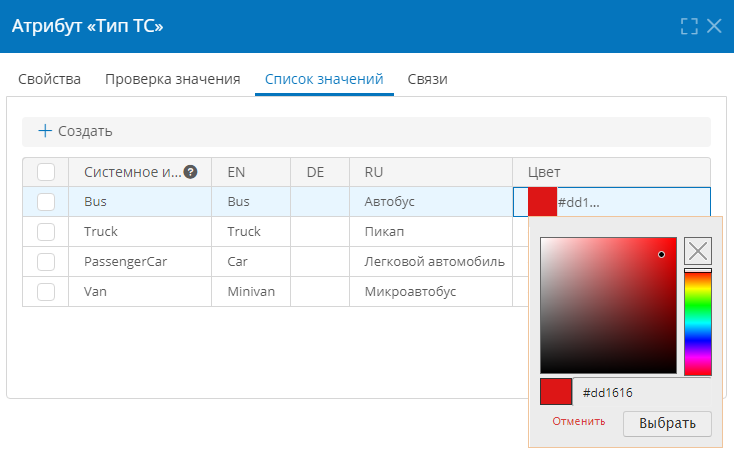 Атрибут «Тип ТС»
Свойства Проверка значения Список значений Связи
+ Создать
Системное и...? EN DE RU Цвет
Bus Bus Автобус #dd1...
Truck Truck Пикап
PassengerCar Car Легковой автомобиль
Van Minivan Микроавтобус
#dd1616
Отменить Выбрать